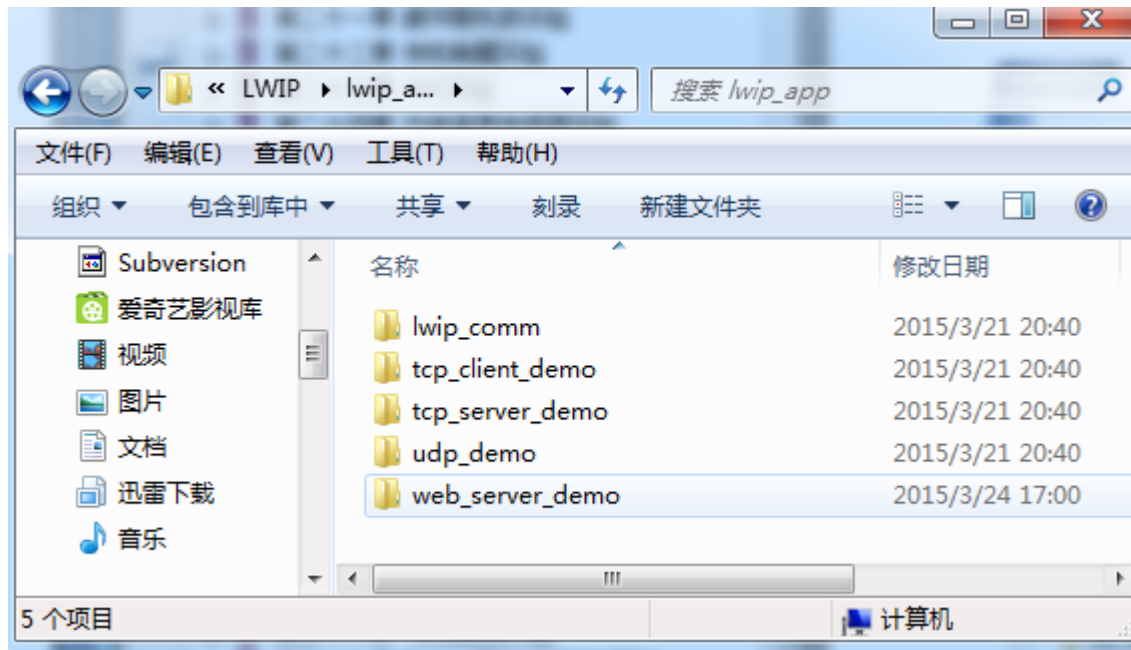 « LWIP ▸ lwip_a... ▸ 搜索 lwip_app
文件(F) 编辑(E) 查看(V) 工具(T) 帮助(H)
组织 包含到库中 共享 刻录 新建文件夹
Subversion
爱奇艺影视库
视频
图片
文档
迅雷下载
音乐
名称 修改日期
lwip_comm 2015/3/21 20:40
tcp_client_demo 2015/3/21 20:40
tcp_server_demo 2015/3/21 20:40
udp_demo 2015/3/21 20:40
web_server_demo 2015/3/24 17:00
5 个项目 计算机